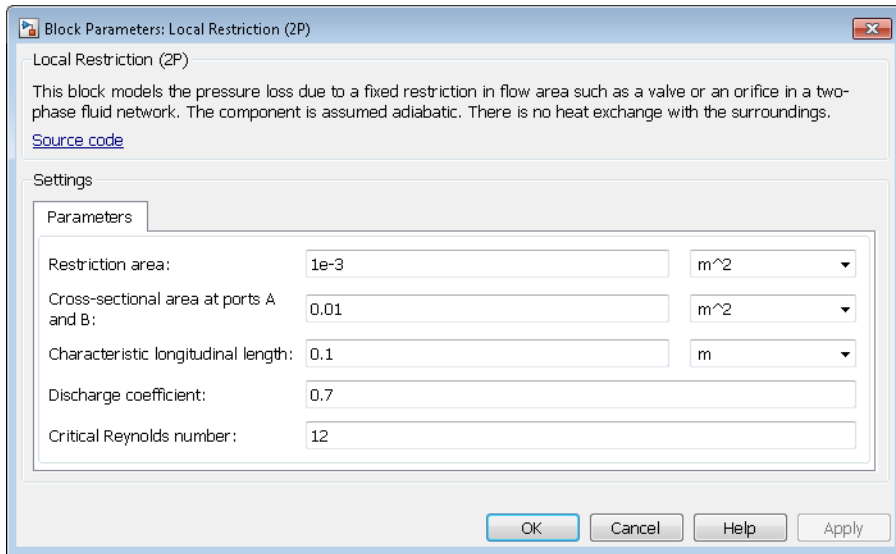 Block Parameters: Local Restriction (2P)
Local Restriction (2P)
This block models the pressure loss due to a fixed restriction in flow area such as a valve or an orifice in a two-
phase fluid network. The component is assumed adiabatic. There is no heat exchange with the surroundings.
Source code
Settings
Parameters
Restriction area: 1e-3 m^2
Cross-sectional area at ports A
and B: 0.01 m^2
Characteristic longitudinal length: 0.1 m
Discharge coefficient: 0.7
Critical Reynolds number: 12
OK Cancel Help Apply